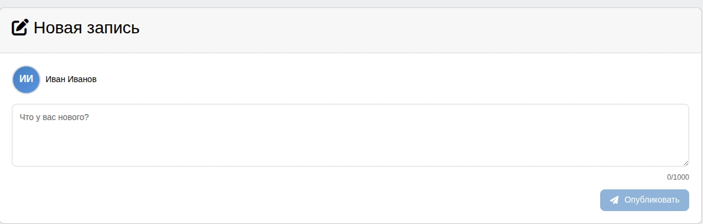 Новая запись
ИИ Иван Иванов
Что у вас нового?
0/1000
Опубликовать